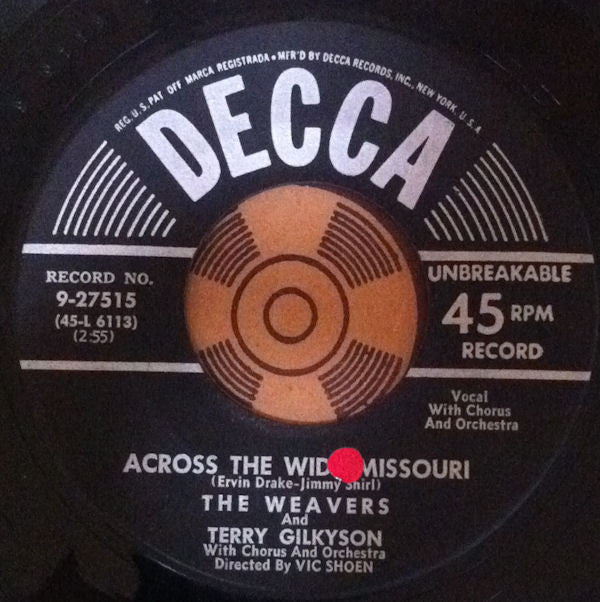 REG. U.S. PAT OFF MARCA REGISTRADA • MFR'D BY DECCA RECORDS, INC., NEW YORK, U.S.A
DECCA
RECORD NO.
9-27515
(45-L 6113)
(2:55)
UNBREAKABLE
45 RPM
RECORD
Vocal
With Chorus
And Orchestra
ACROSS THE WID MISSOURI
(Ervin Drake-Jimmy Shirl)
THE WEAVERS
And
TERRY GILKYSON
With Chorus And Orchestra
Directed By VIC SHOEN